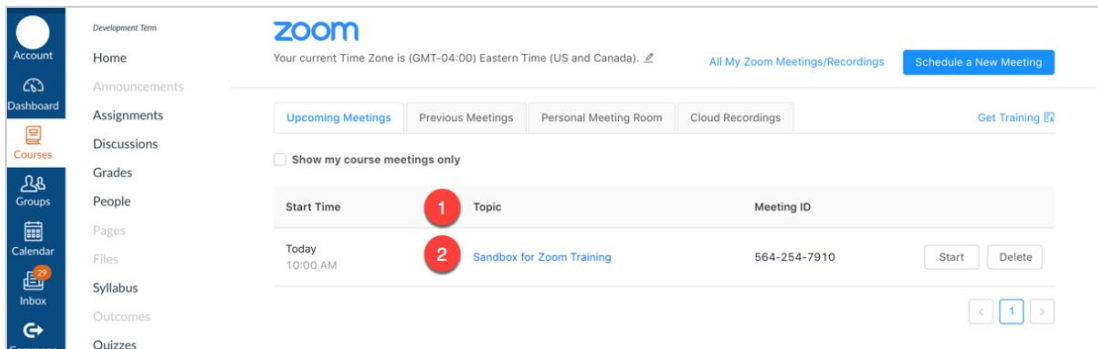 Account
Dashboard
Courses
Groups
Calendar
29
Inbox
Development Term
Home
Announcements
Assignments
Discussions
Grades
People
Pages
Files
Syllabus
Outcomes
Quizzes
zoom
Your current Time Zone is (GMT-04:00) Eastern Time (US and Canada).
All My Zoom Meetings/Recordings
Schedule a New Meeting
Upcoming Meetings Previous Meetings Personal Meeting Room Cloud Recordings
Get Training
Show my course meetings only
Start Time 1 Topic Meeting ID
Today
10:00 AM
2 Sandbox for Zoom Training 564-254-7910 Start Delete
< 1 >